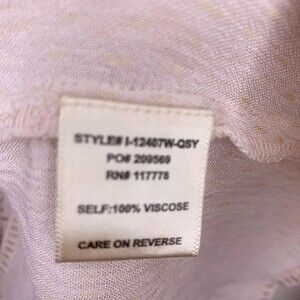 STYLE# I-12407W-QSY
PO# 209569
RN# 117778
SELF:100% VISCOSE
CARE ON REVERSE